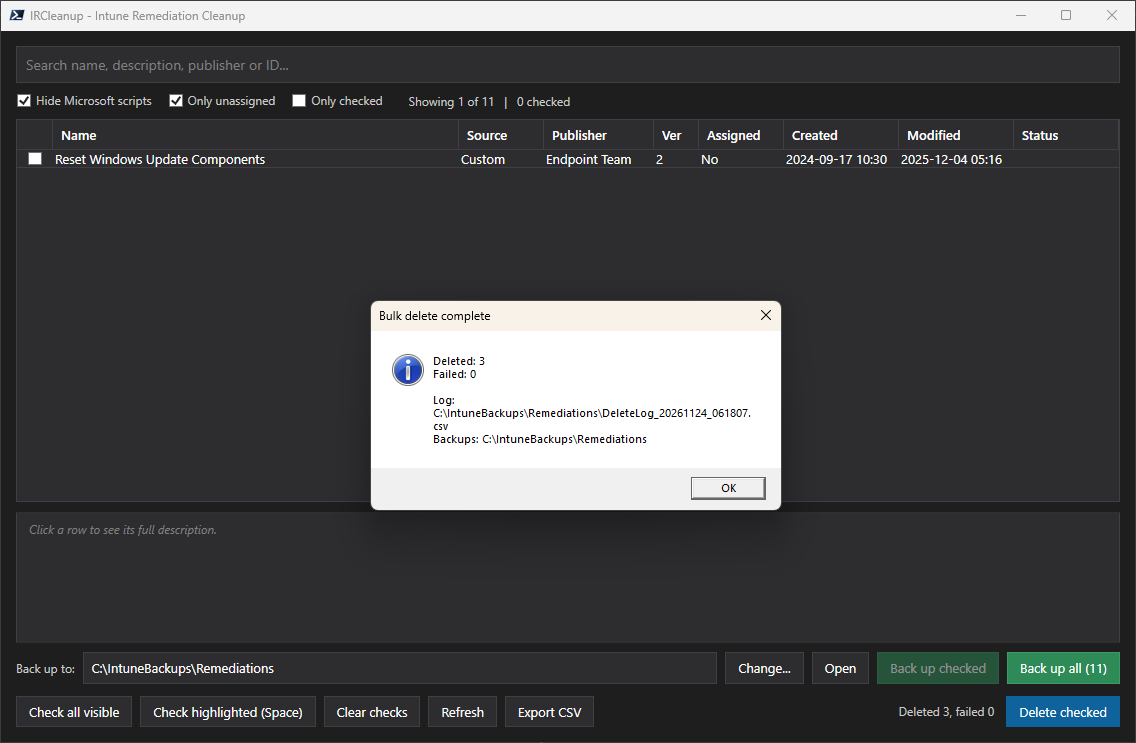 IRCleanup - Intune Remediation Cleanup
Search name, description, publisher or ID...
Hide Microsoft scripts Only unassigned Only checked Showing 1 of 11 | 0 checked
Name Source Publisher Ver Assigned Created Modified Status
Reset Windows Update Components Custom Endpoint Team 2 No 2024-09-17 10:30 2025-12-04 05:16
Bulk delete complete
Deleted: 3
Failed: 0
Log:
C:\IntuneBackups\Remediations\DeleteLog_20261124_061807.
csv
Backups: C:\IntuneBackups\Remediations
OK
Click a row to see its full description.
Back up to: C:\IntuneBackups\Remediations Change... Open Back up checked Back up all (11)
Check all visible Check highlighted (Space) Clear checks Refresh Export CSV Deleted 3, failed 0 Delete checked